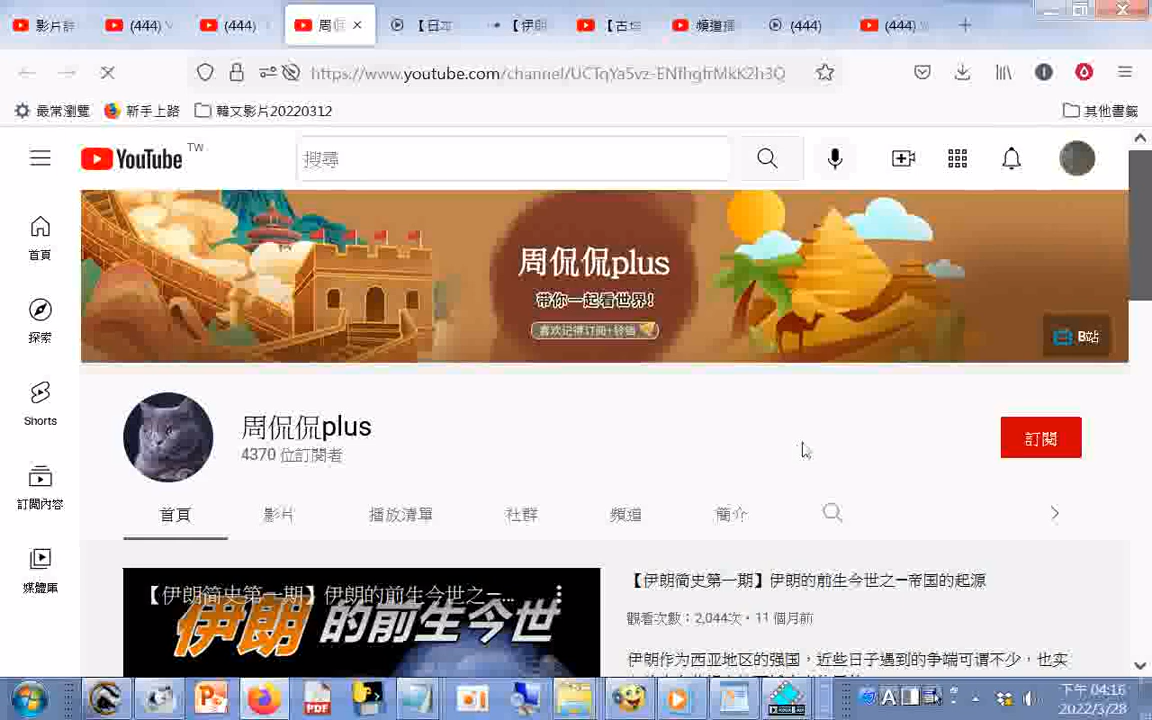 影片群
(444)
(444)
周侃
【日本
【伊朗
【古埃
頻道播
(444)
(444)
https://www.youtube.com/channel/UCTqYa5vz-ENfhgfrMkK2h3Q
最常瀏覽
新手上路
韓文影片20220312
其他書籤
YouTube TW
搜尋
周侃侃plus
带你一起看世界!
喜欢记得订阅+铃铛
B站
首頁
探索
Shorts
訂閱內容
媒體庫
周侃侃plus
4370 位訂閱者
訂閱
首頁 影片 播放清單 社群 頻道 簡介
【伊朗简史第一期】伊朗的前生今世之一...
伊朗的前生今世
【伊朗简史第一期】伊朗的前生今世之一帝国的起源
觀看次數：2,044次・11 個月前
伊朗作为西亚地区的强国，近些日子遇到的争端可谓不少，也实
下午 04:16
2022/3/28